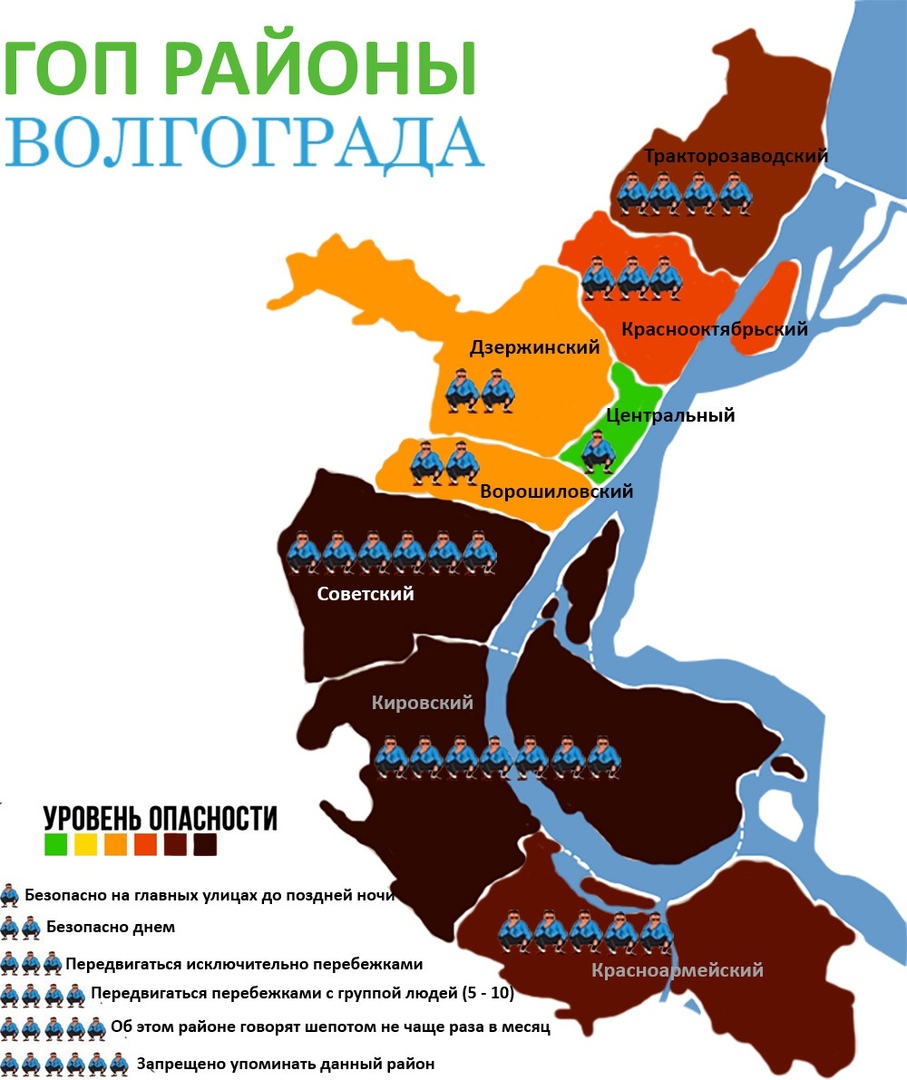 ГОП РАЙОНЫ
ВОЛГОГРАДА
Тракторозаводский
Краснооктябрьский
Дзержинский
Центральный
Ворошиловский
Советский
Кировский
Красноармейский
УРОВЕНЬ ОПАСНОСТИ
Безопасно на главных улицах до поздней ночи
Безопасно днем
Передвигаться исключительно перебежками
Передвигаться перебежками с группой людей (5 - 10)
Об этом районе говорят шепотом не чаще раза в месяц
Запрещено упоминать данный район